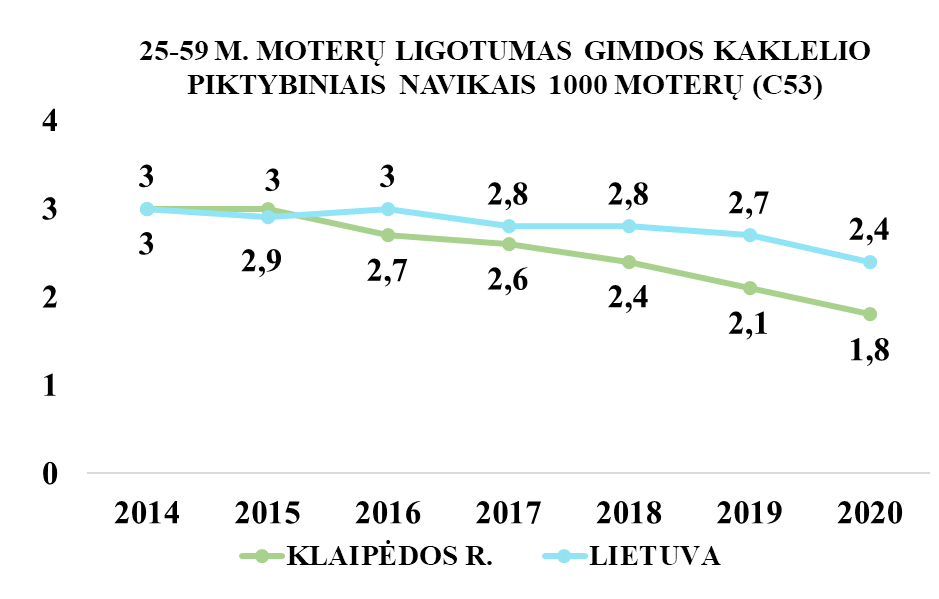 25-59 M. MOTERŲ LIGOTUMAS GIMDOS KAKLELIO
PIKTYBINIAIS NAVIKAIS 1000 MOTERŲ (C53)
4
3
2
1
0
3 3 3 2,8 2,8 2,7 2,4
3 2,9 2,7 2,6 2,4 2,1 1,8
2014 2015 2016 2017 2018 2019 2020
KLAIPĖDOS R. LIETUVA